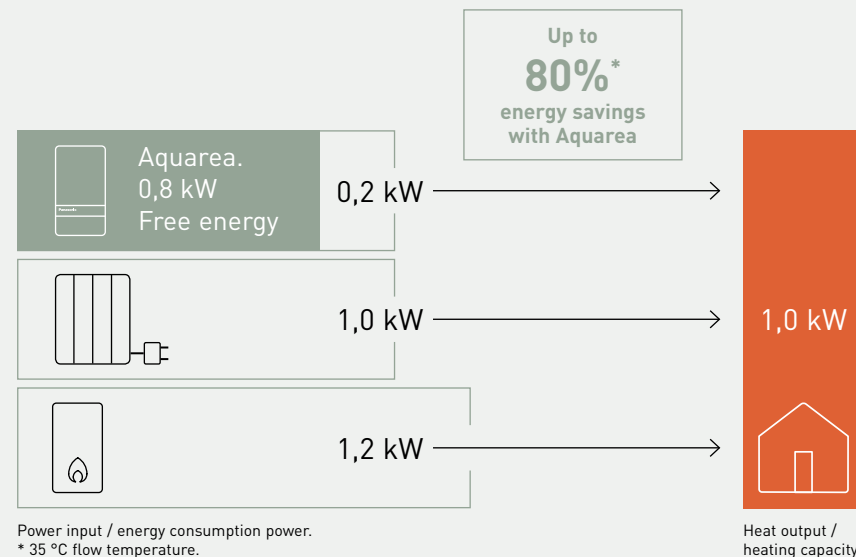 Up to
80%*
energy savings
with Aquarea
Aquarea.
0,8 kW
Free energy
0,2 kW
Panasonic
1,0 kW
1,0 kW
1,2 kW
Power input / energy consumption power.
* 35 °C flow temperature.
Heat output /
heating capacity